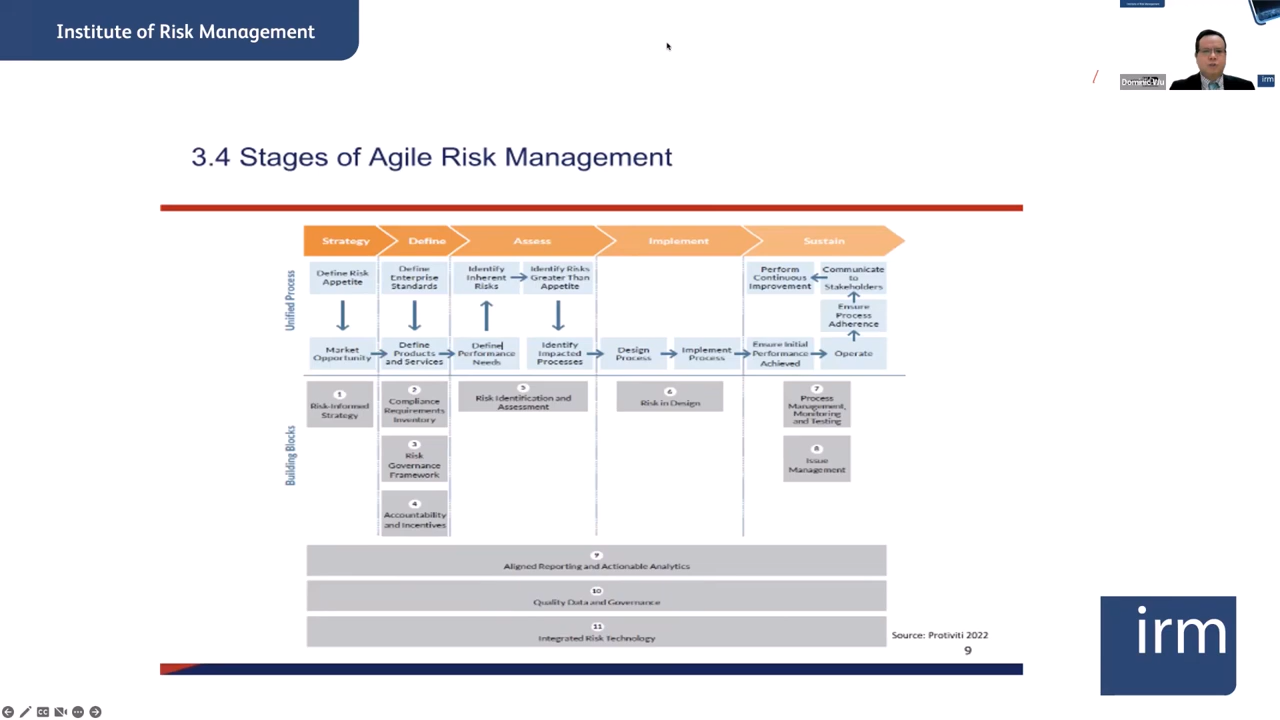 Institute of Risk Management
Dominic Wu
irm
3.4 Stages of Agile Risk Management
Strategy
Define
Assess
Implement
Sustain
Unified Process
Define Risk
Appetite
Define
Enterprise
Standards
Identify
Inherent
Risks
Identify Risks
Greater Than
Appetite
Perform
Continuous
Improvement
Communicate
to
Stakeholders
Ensure
Process
Adherence
Market
Opportunity
Define
Products
and Services
Define
Performance
Needs
Identify
Impacted
Processes
Design
Process
Implement
Process
Ensure Initial
Performance
Achieved
Operate
Building Blocks
1
Risk-Informed
Strategy
2
Compliance
Requirements
Inventory
3
Risk
Governance
Framework
4
Accountability
and Incentives
5
Risk Identification and
Assessment
6
Risk in Design
7
Process
Management,
Monitoring
and Testing
8
Issue
Management
9
Aligned Reporting and Actionable Analytics
10
Quality Data and Governance
11
Integrated Risk Technology
Source: Protiviti 2022
9
irm
CC